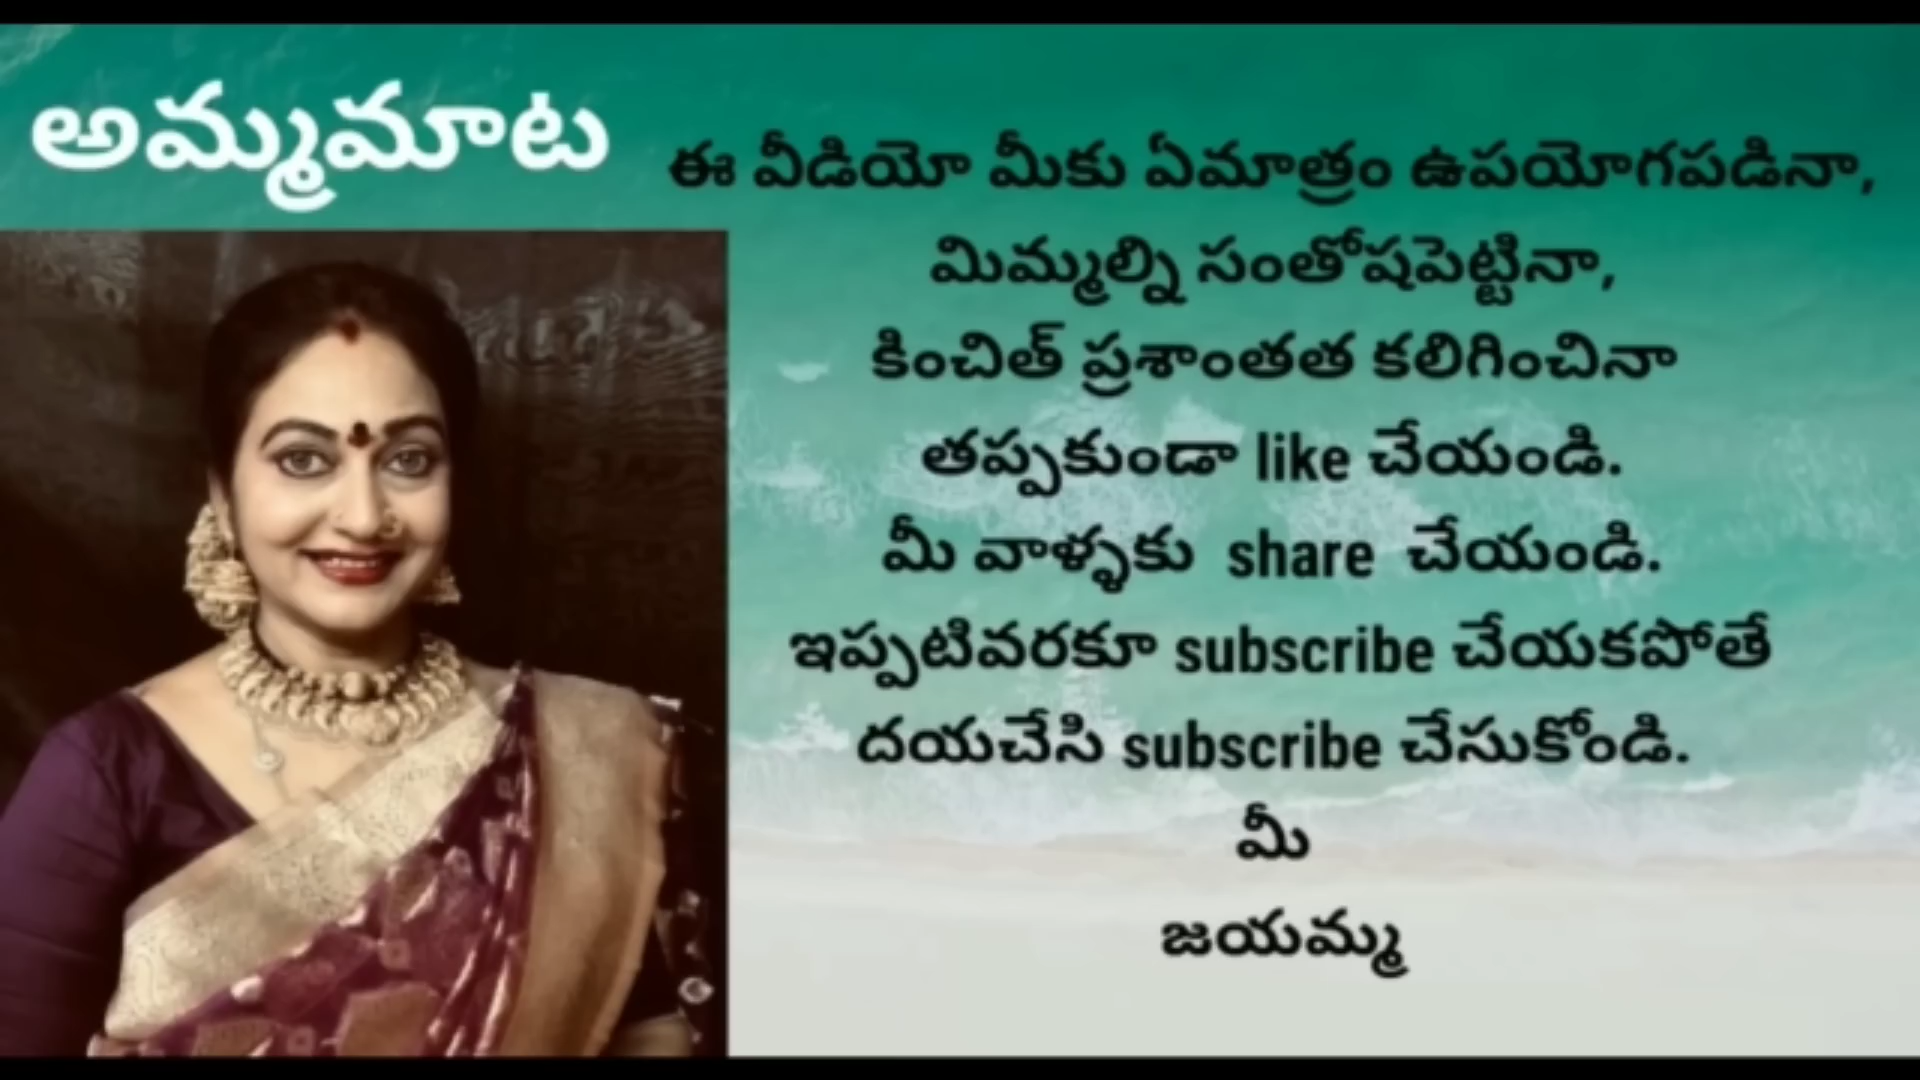 అమ్మమాట
ఈ వీడియో మీకు ఏమాత్రం ఉపయోగపడినా,
మిమ్మల్ని సంతోషపెట్టినా,
కించిత్ ప్రశాంతత కలిగించినా
తప్పకుండా like చేయండి.
మీ వాళ్ళకు share చేయండి.
ఇప్పటివరకూ subscribe చేయకపోతే
దయచేసి subscribe చేసుకోండి.
మీ
జయమ్మ